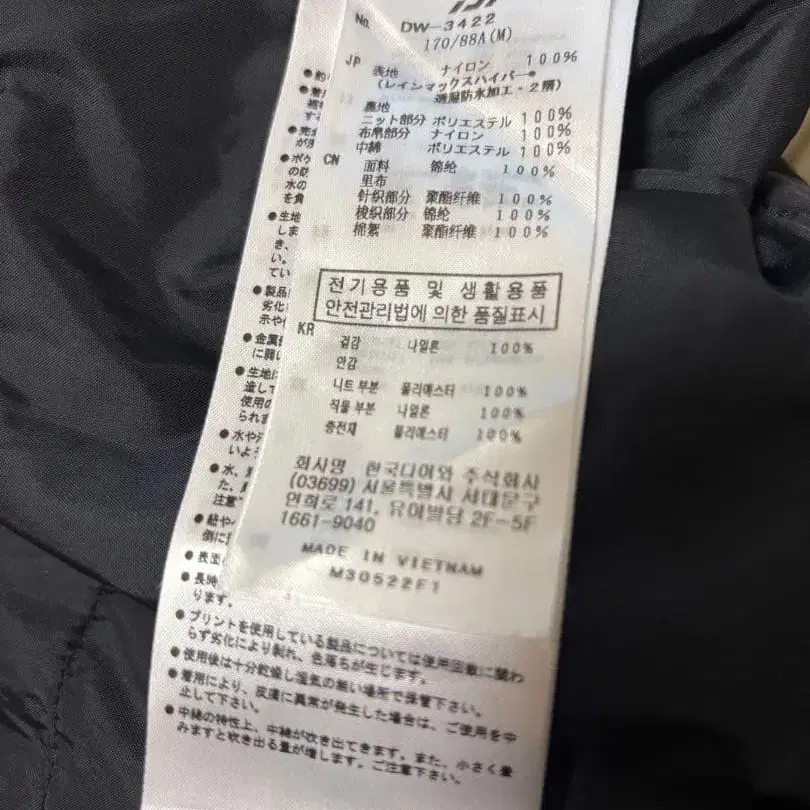 No. DW-3422
170/88A(M)
JP 表地 ナイロン 100%
(レインマックスハイパー®
透湿防水加工・2層)
裏地
ニット部分 ポリエステル 100%
布帛部分 ナイロン 100%
中綿 ポリエステル 100%
CN 面料 锦纶 100%
里布
针织部分 聚酯纤维 100%
梭织部分 锦纶 100%
棉絮 聚酯纤维 100%
전기용품 및 생활용품
안전관리법에 의한 품질표시
KR
겉감 나일론 100%
안감
니트 부분 폴리에스터 100%
직물 부분 나일론 100%
충전재 폴리에스터 100%
회사명 한국다이와 주식회사
(03699) 서울특별시 서대문구
연희로 141, 유아빌딩 2F-5F
1661-9040
MADE IN VIETNAM
M30522F1
●表面
●長時
ります。
●プリントを使用している製品については使用回数に関わ
らず劣化により剥れ、色落ちが生じます。
●使用後は十分乾燥し湿気の無い場所で保管下さい。
●着用により、皮膚に異常が発生した場合は、ご使用を中
止して下さい。
●中綿の特性上、中綿が吹き出てきます。また、小さく畳
みますと吹き出る量が増します。ご注意下さい。